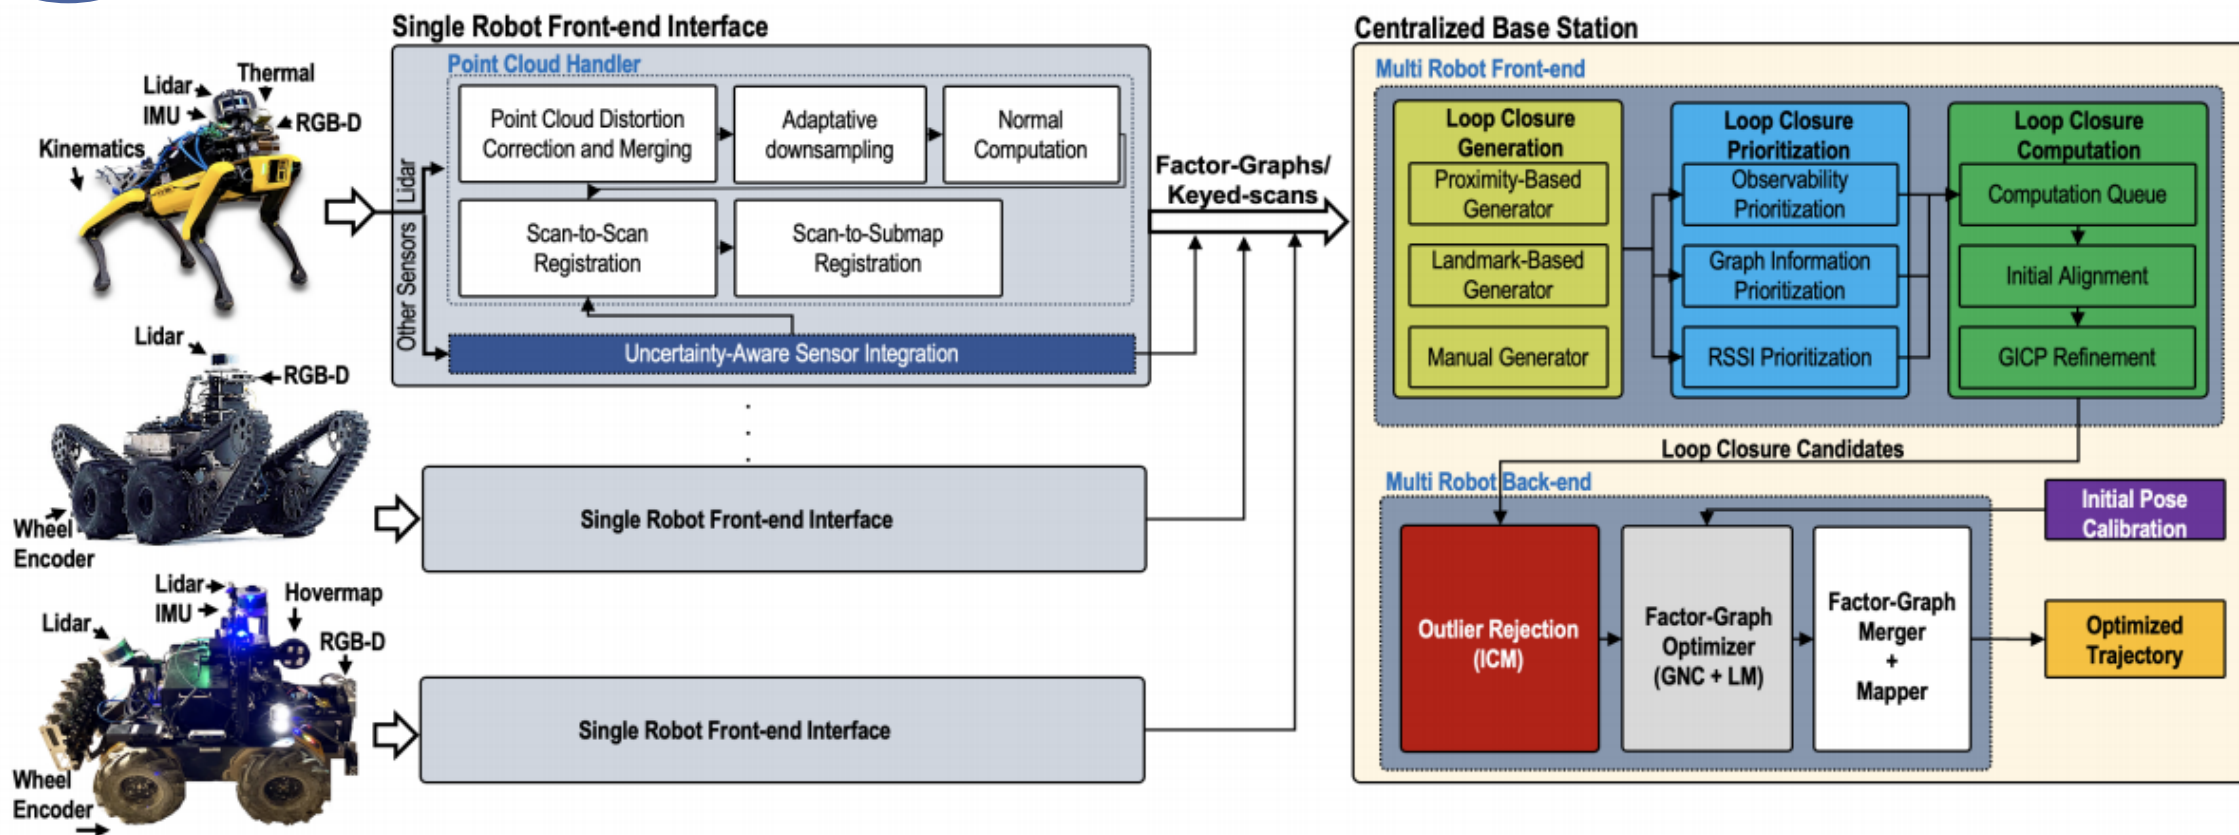 Single Robot Front-end Interface
Point Cloud Handler
Lidar
Thermal
IMU
RGB-D
Kinematics
Lidar
Other Sensors
Point Cloud Distortion
Correction and Merging
Adaptative
downsampling
Normal
Computation
Scan-to-Scan
Registration
Scan-to-Submap
Registration
Uncertainty-Aware Sensor Integration
Factor-Graphs/
Keyed-scans
Lidar
RGB-D
Wheel
Encoder
Single Robot Front-end Interface
Lidar
IMU
Hovermap
Lidar
RGB-D
Wheel
Encoder
Single Robot Front-end Interface
Centralized Base Station
Multi Robot Front-end
Loop Closure
Generation
Proximity-Based
Generator
Landmark-Based
Generator
Manual Generator
Loop Closure
Prioritization
Observability
Prioritization
Graph Information
Prioritization
RSSI Prioritization
Loop Closure
Computation
Computation Queue
Initial Alignment
GICP Refinement
Loop Closure Candidates
Multi Robot Back-end
Outlier Rejection
(ICM)
Factor-Graph
Optimizer
(GNC + LM)
Factor-Graph
Merger
+
Mapper
Initial Pose
Calibration
Optimized
Trajectory